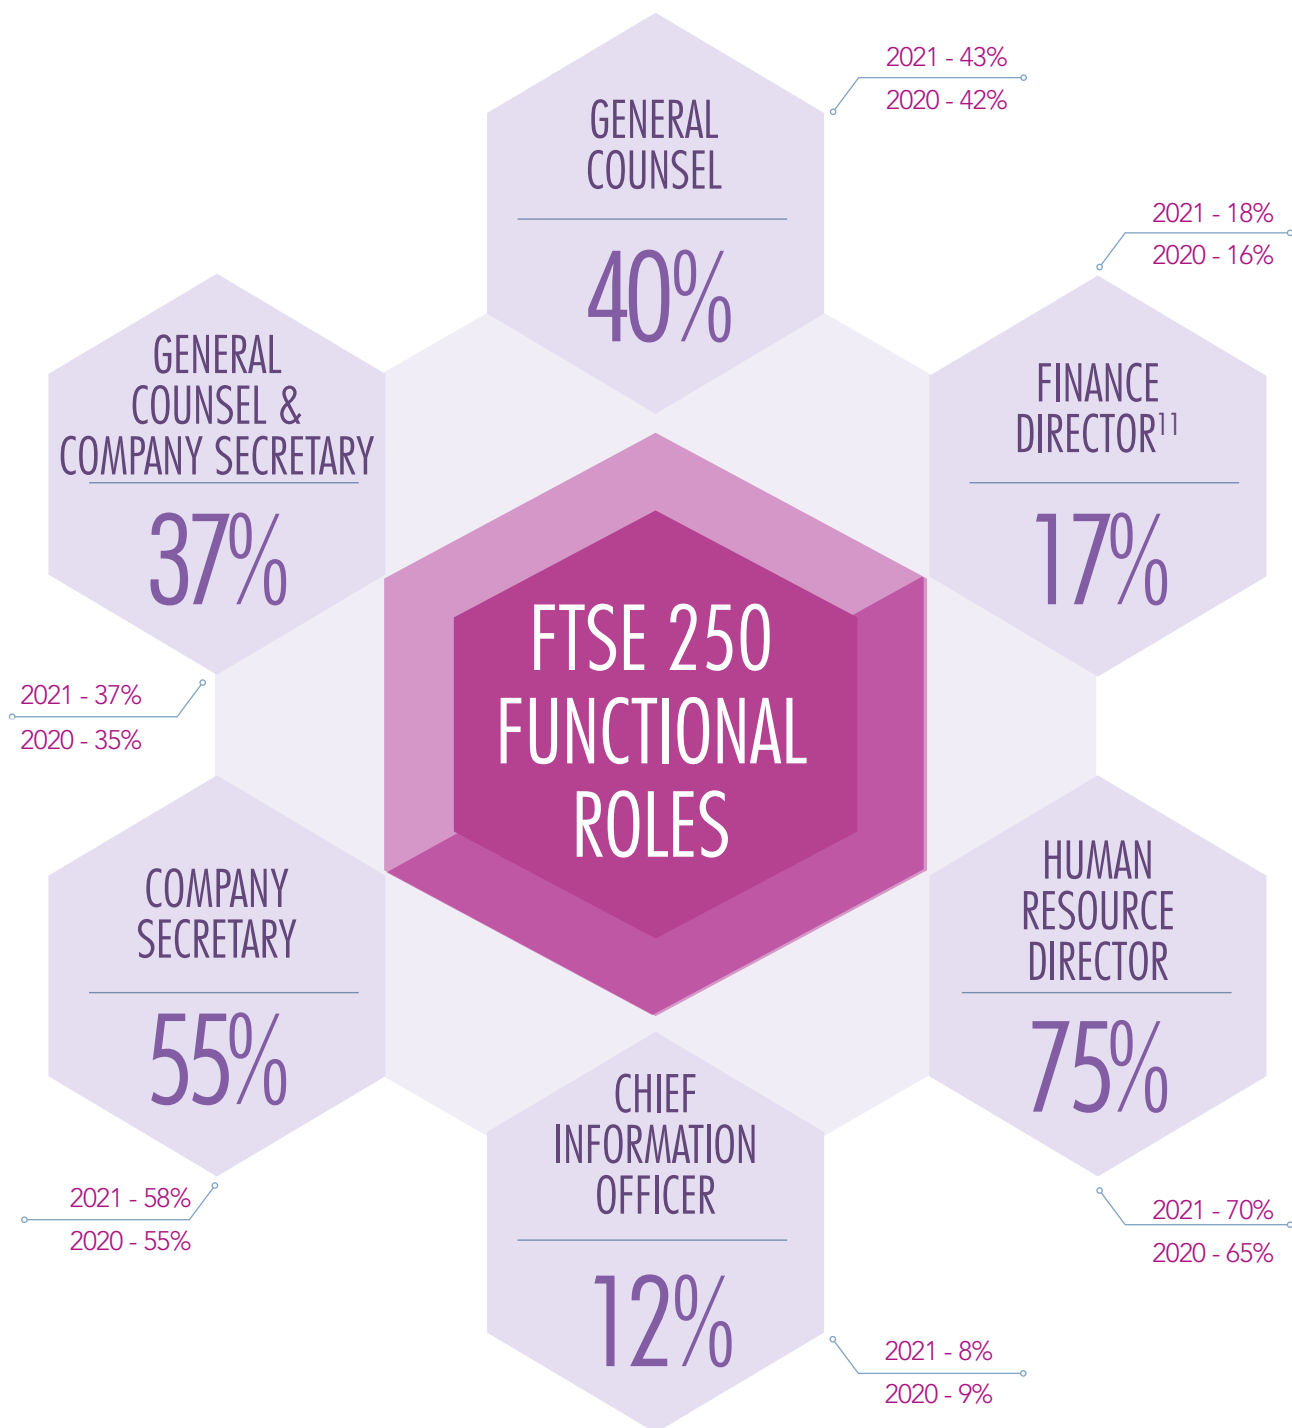 GENERAL
COUNSEL
40%
2021 - 43%
2020 - 42%
FINANCE
DIRECTOR¹¹
17%
2021 - 18%
2020 - 16%
GENERAL
COUNSEL &
COMPANY SECRETARY
37%
2021 - 37%
2020 - 35%
FTSE 250
FUNCTIONAL
ROLES
COMPANY
SECRETARY
55%
2021 - 58%
2020 - 55%
HUMAN
RESOURCE
DIRECTOR
75%
2021 - 70%
2020 - 65%
CHIEF
INFORMATION
OFFICER
12%
2021 - 8%
2020 - 9%